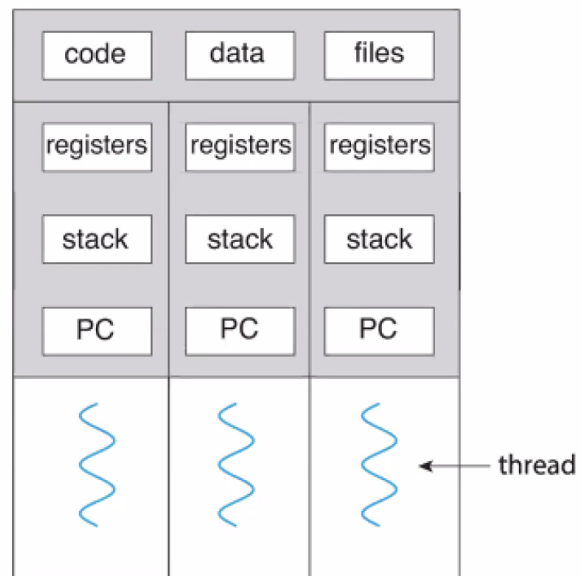 code data files
registers registers registers
stack stack stack
PC PC PC
thread